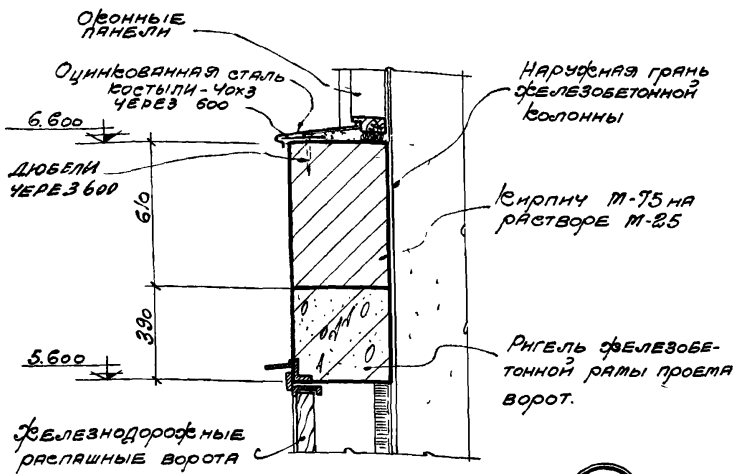 Оконные
панели
Оцинкованная сталь
костыли-40х3
через 600
6.600
Дюбели
через 600
610
390
5.600
Железнодорожные
распашные ворота
Наружная грань
железобетонной
колонны
Кирпич М-75 на
растворе М-25
Ригель железобе-
тонной рамы проема
ворот.